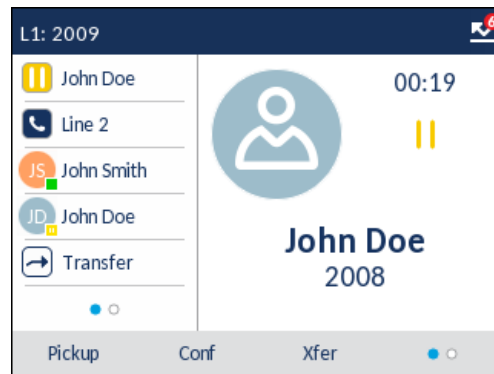 L1: 2009
6
John Doe
Line 2
JS John Smith
JD John Doe
Transfer
00:19
John Doe
2008
Pickup Conf Xfer